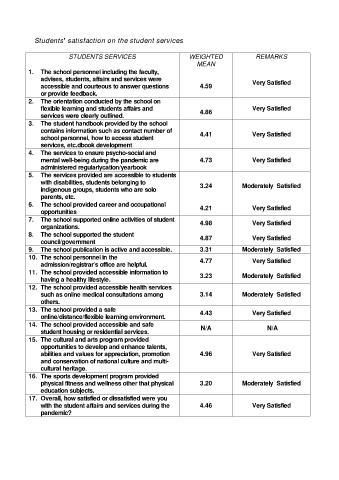 Students' satisfaction on the student services
STUDENTS SERVICES WEIGHTED REMARKS
MEAN
1. The school personnel including the faculty,
advises, students, affairs and services were
accessible and courteous to answer questions
or provide feedback. 4.59 Very Satisfied
2. The orientation conducted by the school on
flexible learning and students affairs and
services were clearly outlined. 4.86 Very Satisfied
3. The student handbook provided by the school
contains information such as contact number of
school personnel, how to access student
services, etc.dbook development 4.41 Very Satisfied
4. The services to ensure psycho-social and
mental well-being during the pandemic are
administered regularlycation/yearbook 4.73 Very Satisfied
5. The services provided are accessible to students
with disabilities, students belonging to
indigenous groups, students who are solo
parents, etc. 3.24 Moderately Satisfied
6. The school provided career and occupational
opportunities 4.21 Very Satisfied
7. The school supported online activities of student
organizations. 4.98 Very Satisfied
8. The school supported the student
council/government 4.87 Very Satisfied
9. The school publication is active and accessible. 3.31 Moderately Satisfied
10. The school personnel in the
admission/registrar's office are helpful. 4.77 Very Satisfied
11. The school provided accessible information to
having a healthy lifestyle. 3.23 Moderately Satisfied
12. The school provided accessible health services
such as online medical consultations among
others. 3.14 Moderately Satisfied
13. The school provided a safe
online/distance/flexible learning environment. 4.43 Very Satisfied
14. The school provided accessible and safe
student housing or residential services. N/A N/A
15. The cultural and arts program provided
opportunities to develop and enhance talents,
abilities and values for appreciation, promotion
and conservation of national culture and multi-
cultural heritage. 4.96 Very Satisfied
16. The sports development program provided
physical fitness and wellness other that physical
education subjects. 3.20 Moderately Satisfied
17. Overall, how satisfied or dissatisfied were you
with the student affairs and services during the
pandemic? 4.46 Very Satisfied